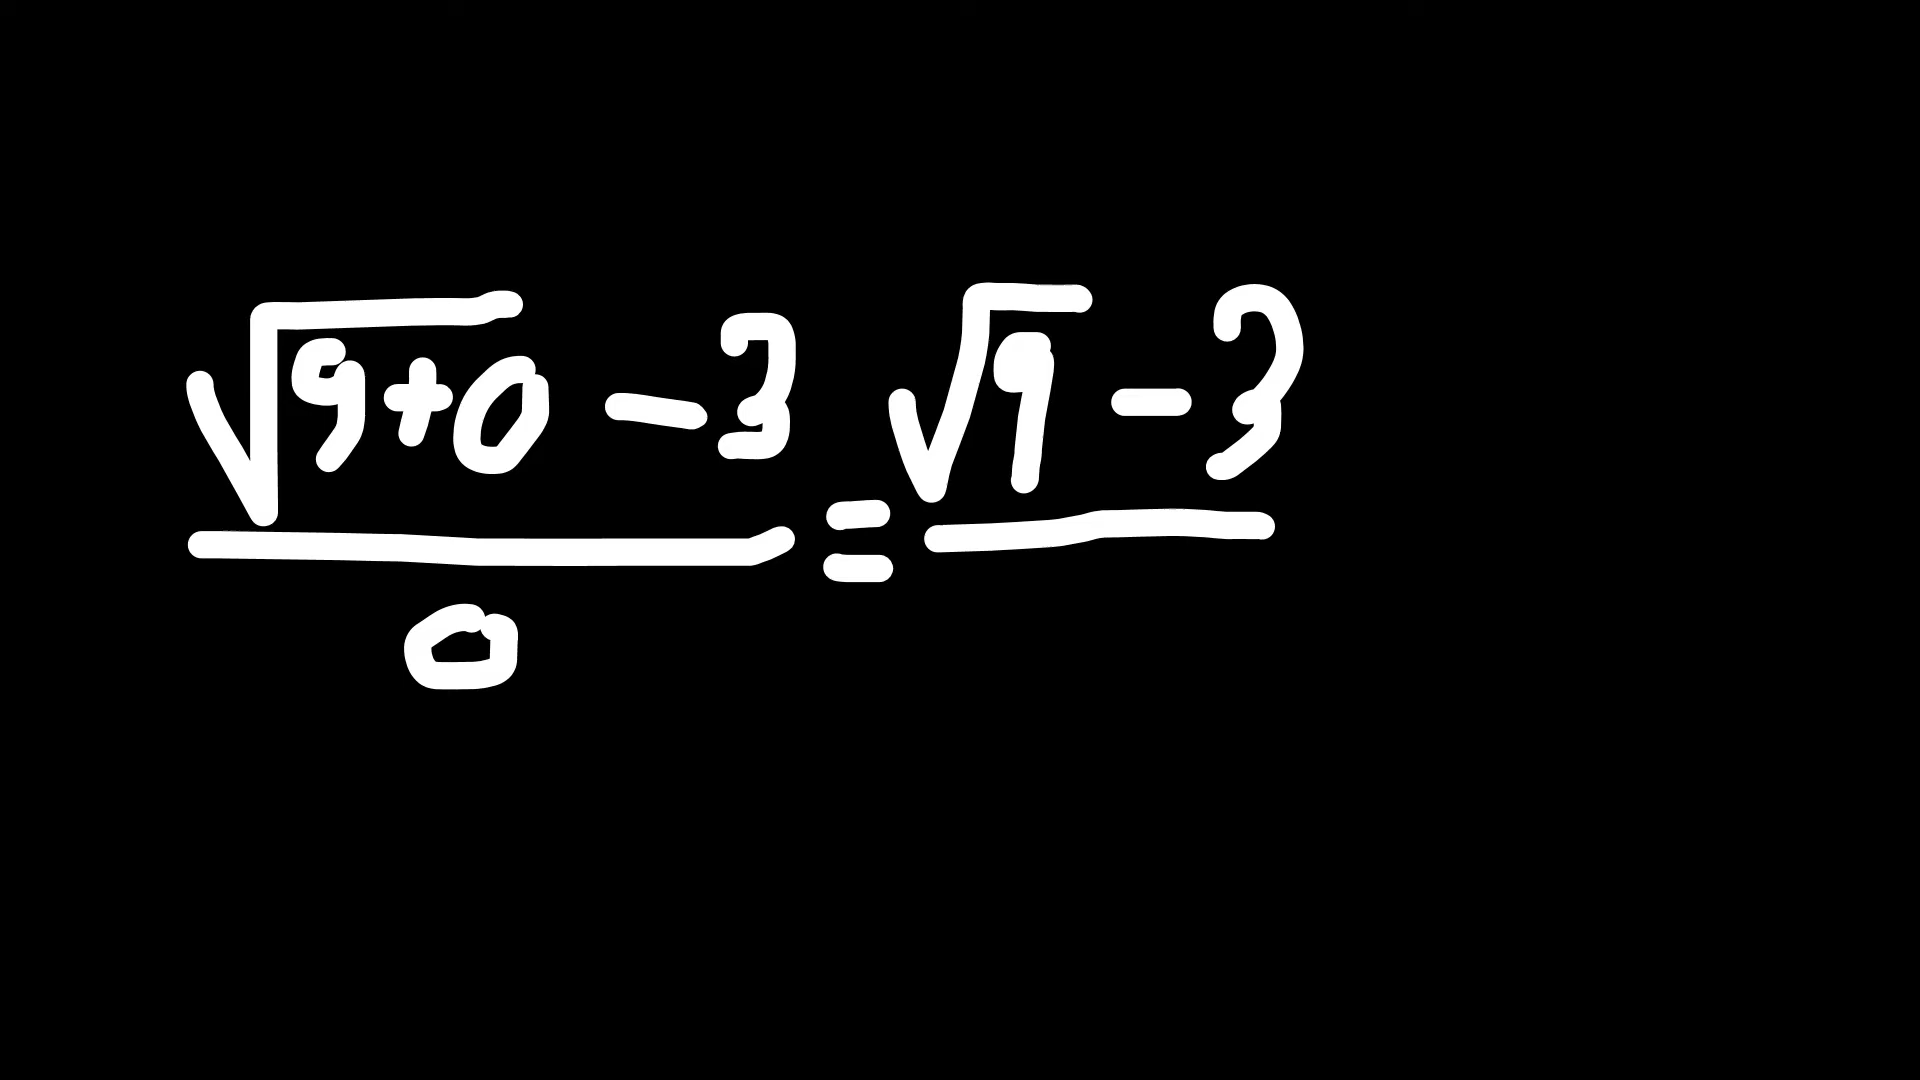 √9+0 - 3 = √9 - 3
0